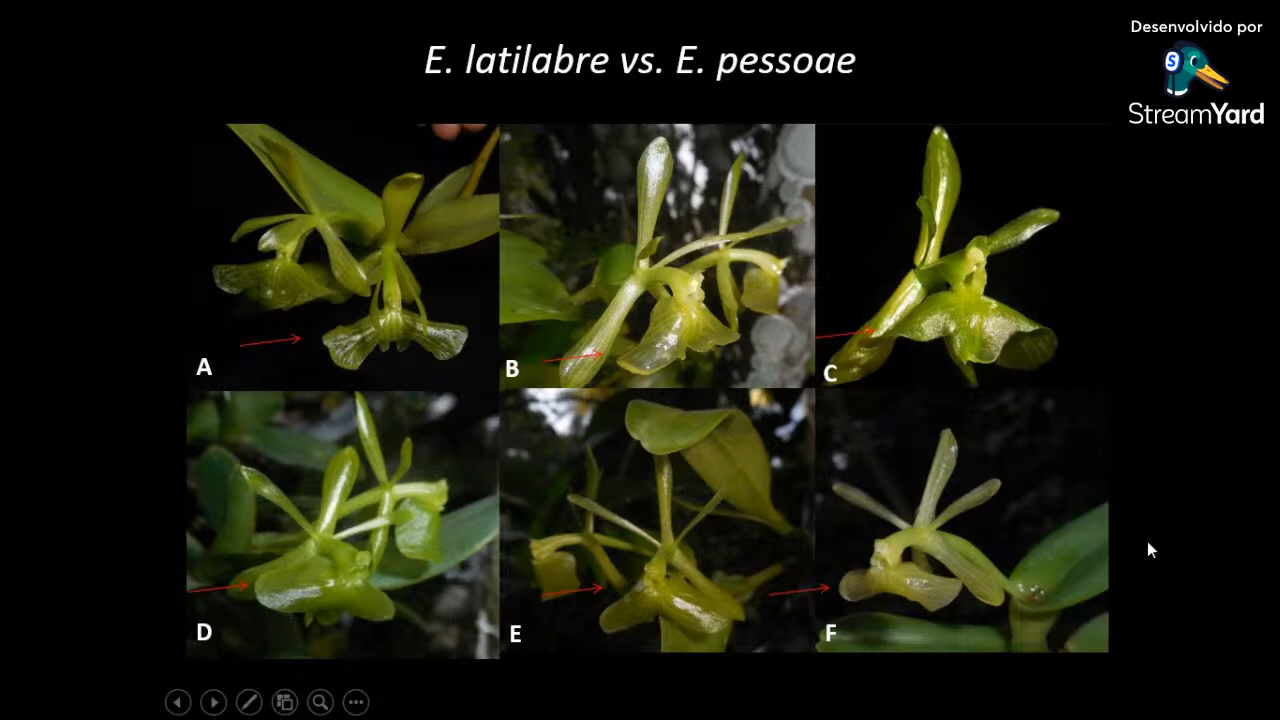 Desenvolvido por
StreamYard
E. latilabre vs. E. pessoae
A
B
C
D
E
F